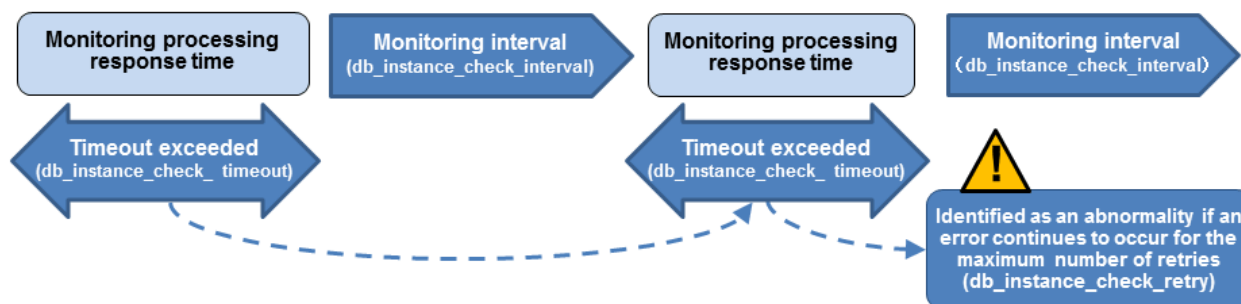 Monitoring processing
response time
Monitoring interval
(db_instance_check_interval)
Monitoring processing
response time
Monitoring interval
（db_instance_check_interval）
Timeout exceeded
(db_instance_check_ timeout)
Timeout exceeded
(db_instance_check_ timeout)
!
Identified as an abnormality if an
error continues to occur for the
maximum number of retries
(db_instance_check_retry)